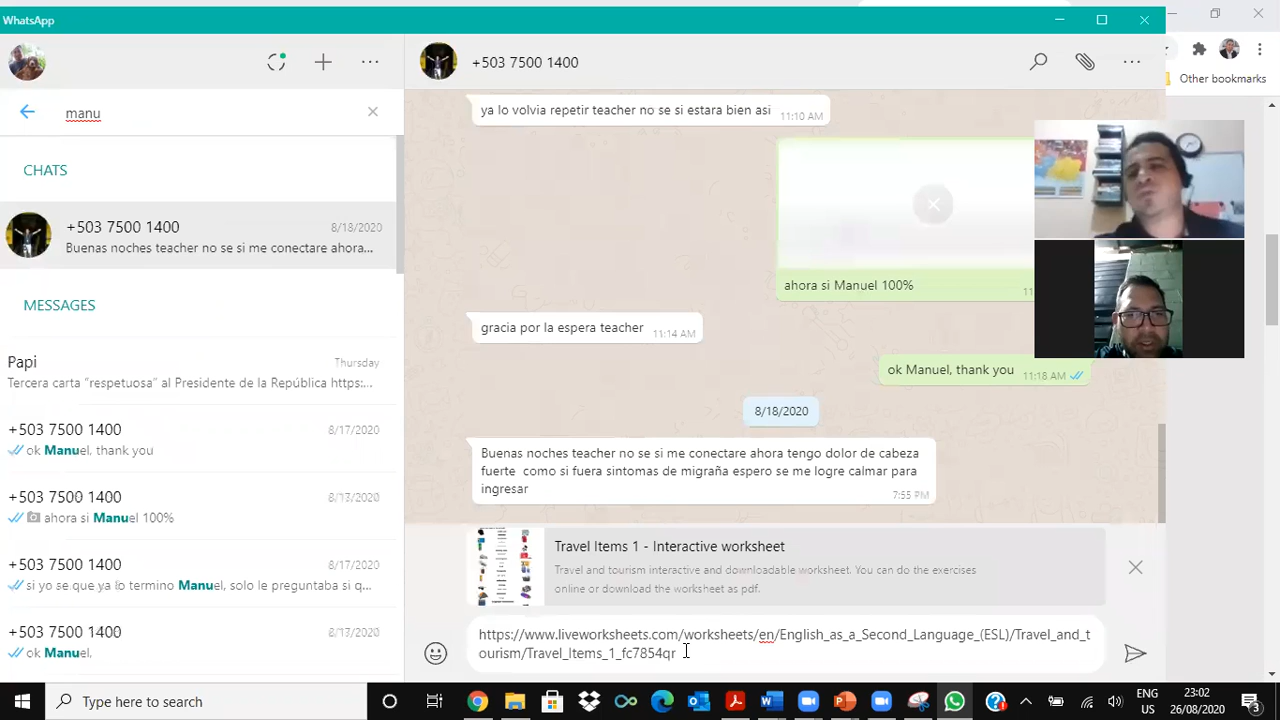 WhatsApp
manu
CHATS
+503 7500 1400
8/18/2020
Buenas noches teacher no se si me conectare ahora...
MESSAGES
Papi
Thursday
Tercera carta "respetuosa" al Presidente de la República https:...
+503 7500 1400
8/17/2020
ok Manuel, thank you
+503 7500 1400
8/17/2020
ahora si Manuel 100%
+503 7500 1400
8/17/2020
si yo se que ya lo termino Manuel, solo le preguntaba si q...
+503 7500 1400
8/17/2020
ok Manuel,
+503 7500 1400
ya lo volvia repetir teacher no se si estara bien asi
11:10 AM
ahora si Manuel 100%
11
gracia por la espera teacher
11:14 AM
ok Manuel, thank you
11:18 AM
8/18/2020
Buenas noches teacher no se si me conectare ahora tengo dolor de cabeza
fuerte como si fuera sintomas de migraña espero se me logre calmar para
ingresar
7:55 PM
Travel Items 1 - Interactive worksheet
Travel and tourism interactive and downloadable worksheet. You can do the exercises
online or download the worksheet as pdf.
https://www.liveworksheets.com/worksheets/en/English_as_a_Second_Language_(ESL)/Travel_and_t
ourism/Travel_Items_1_fc7854qr
Other bookmarks
Type here to search
ENG
US
23:02
26/08/2020